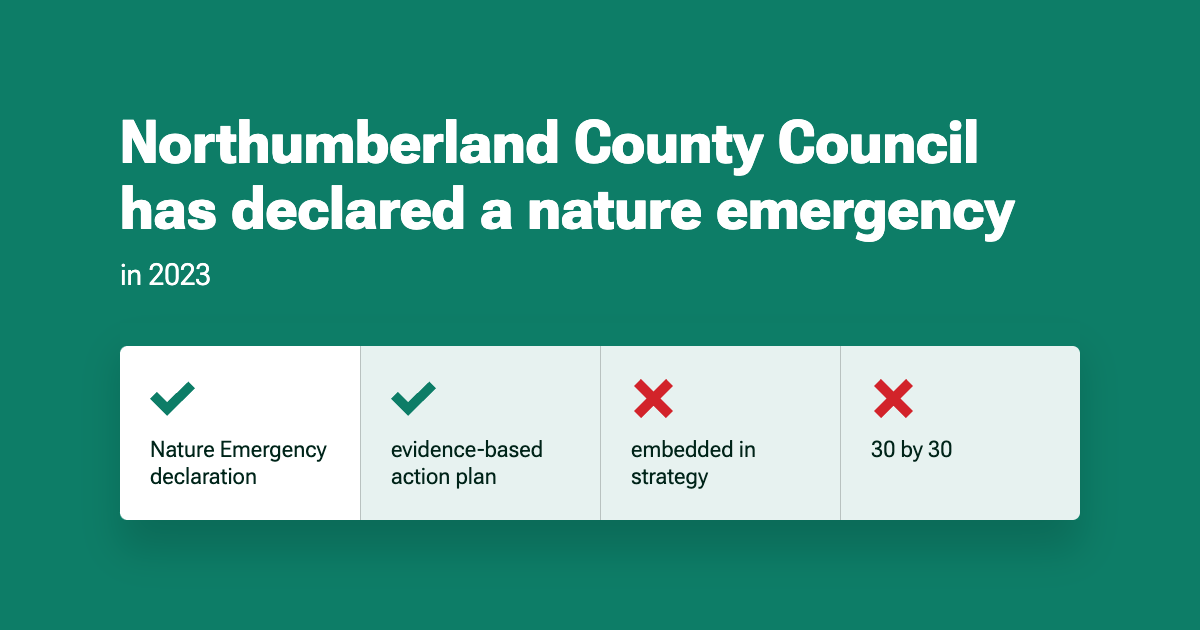 Northumberland County Council
has declared a nature emergency
in 2023
Nature Emergency
declaration
evidence-based
action plan
embedded in
strategy
30 by 30